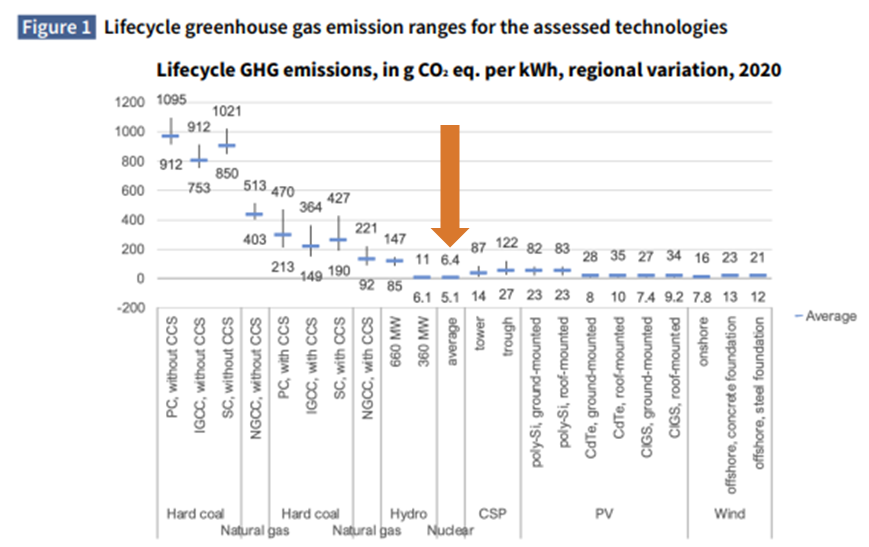 Figure 1 Lifecycle greenhouse gas emission ranges for the assessed technologies
Lifecycle GHG emissions, in g CO₂ eq. per kWh, regional variation, 2020
1200
1000
800
600
400
200
0
-200
1095
912
912
753
1021
850
513
403
470
213
364
149
427
190
221
92
147
85
11
6.1
6.4
5.1
87
14
122
27
82
23
83
23
28
8
35
10
27
7.4
34
9.2
16
7.8
23
13
21
12
Average
PC, without CCS
IGCC, without CCS
SC, without CCS
NGCC, without CCS
PC, with CCS
IGCC, with CCS
SC, with CCS
NGCC, with CCS
660 MW
360 MW
average
tower
trough
poly-Si, ground-mounted
poly-Si, roof-mounted
CdTe, ground-mounted
CdTe, roof-mounted
CIGS, ground-mounted
CIGS, roof-mounted
onshore
offshore, concrete foundation
offshore, steel foundation
Hard coal
Natural gas
Hard coal
Natural gas
Hydro
Nuclear
CSP
PV
Wind